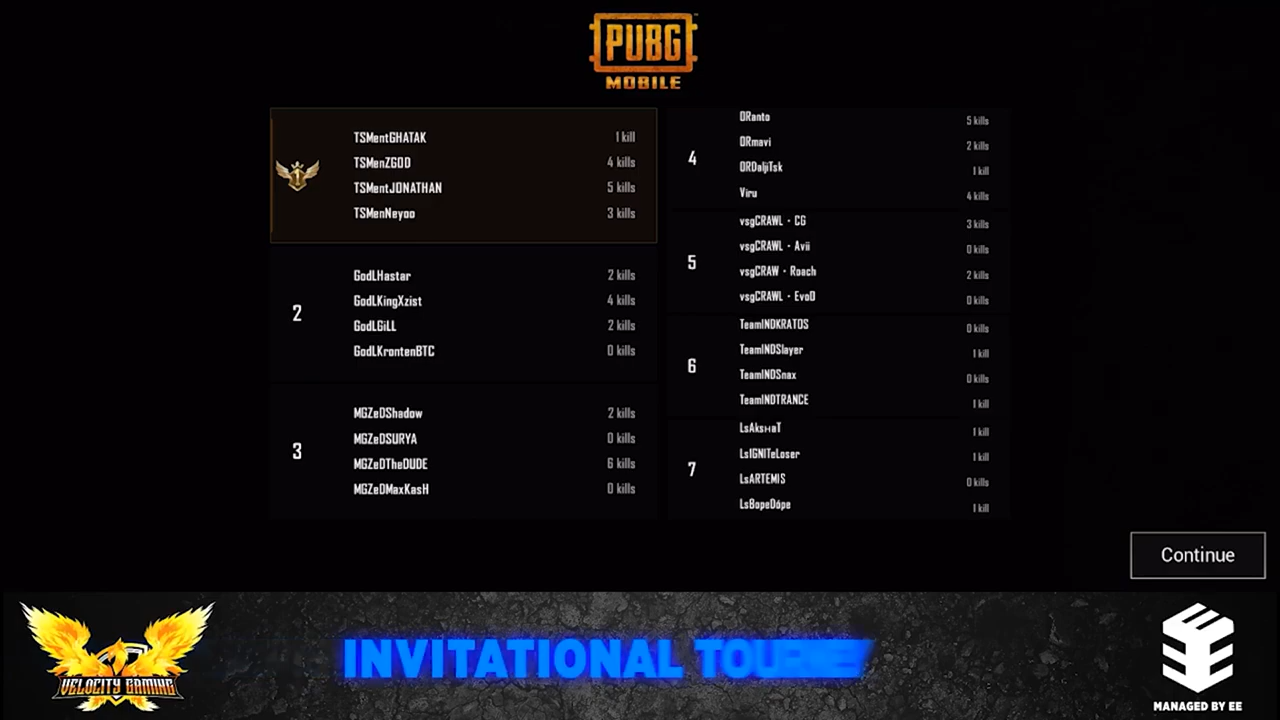 PUBG
MOBILE
1
TSMentGHATAK 1 kill
TSMenZGOD 4 kills
TSMentJONATHAN 5 kills
TSMenNeyoo 3 kills
2
GodLHastar 2 kills
GodLKingXzist 4 kills
GodLGiLL 2 kills
GodLKrontenBTC 0 kills
3
MGZeDShadow 2 kills
MGZeDSURYA 0 kills
MGZeDTheDUDE 6 kills
MGZeDMaxKasH 0 kills
4
ORanto 5 kills
ORmavi 2 kills
ORDaljiTsk 1 kill
Viru 4 kills
5
vsgCRAWL · CG 3 kills
vsgCRAWL · Avii 0 kills
vsgCRAW · Roach 2 kills
vsgCRAWL · EvoD 0 kills
6
TeamINDKRATOS 0 kills
TeamINDSlayer 1 kill
TeamINDSnax 0 kills
TeamINDTRANCE 1 kill
7
LsAksнaT 1 kill
LsIGNITeLoser 1 kill
LsARTEMIS 0 kills
LsBopeDópe 1 kill
Continue
VELOCITY GAMING
INVITATIONAL
MANAGED BY EE